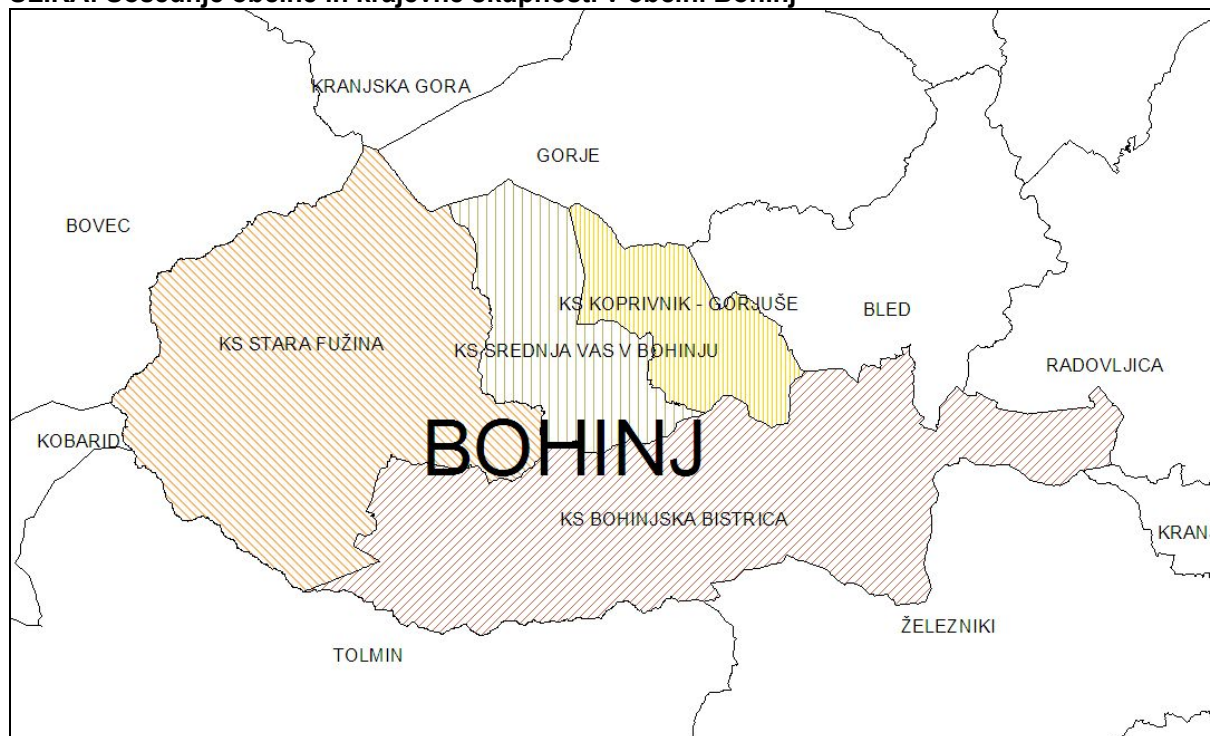 SLIKA: Sosednje občine in krajevne skupnosti v občini Bohinj
KRANJSKA GORA
GORJE
BOVEC
KS KOPRIVNIK - GORJUŠE
BLED
KS STARA FUŽINA
KS SREDNJA VAS V BOHINJU
RADOVLJICA
KOBARID
BOHINJ
KS BOHINJSKA BISTRICA
KRAN
ŽELEZNIKI
TOLMIN